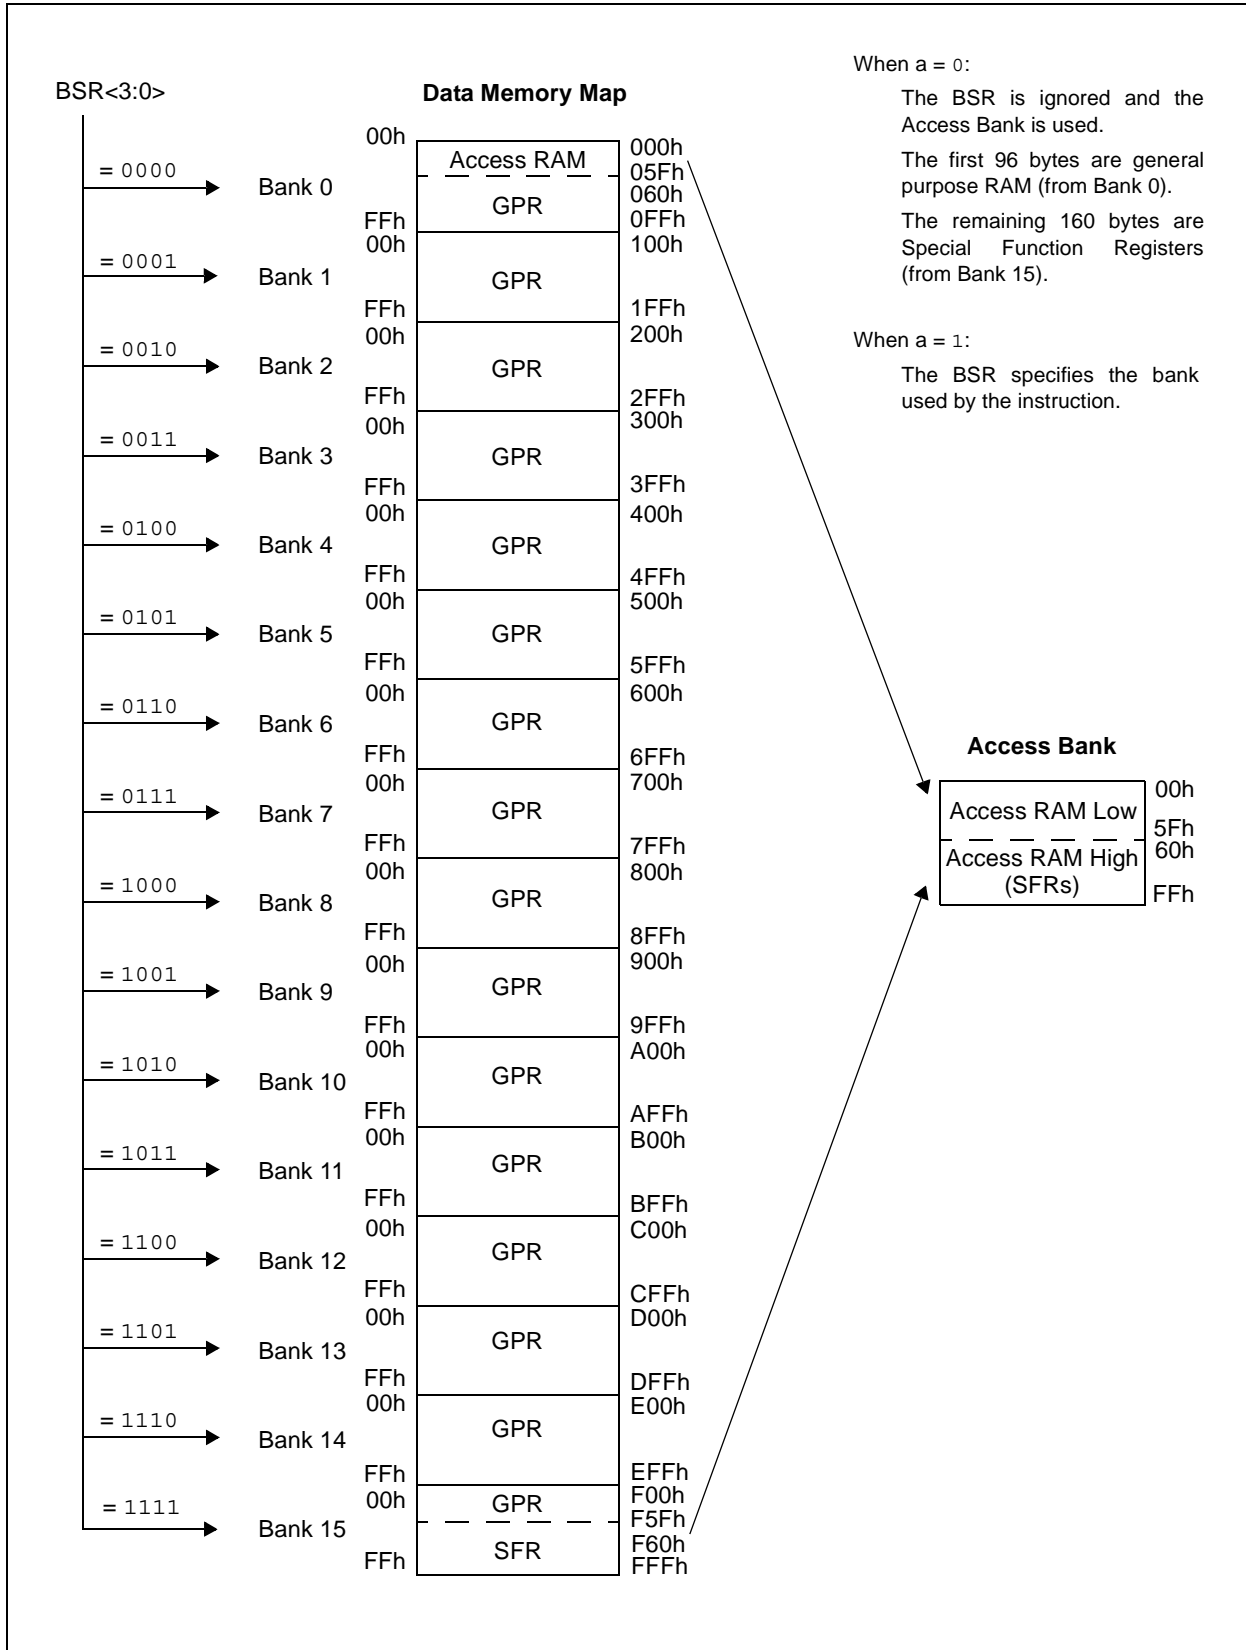 BSR<3:0>
Data Memory Map
When a = 0:
The BSR is ignored and the
Access Bank is used.
The first 96 bytes are general
purpose RAM (from Bank 0).
The remaining 160 bytes are
Special Function Registers
(from Bank 15).
When a = 1:
The BSR specifies the bank
used by the instruction.
= 0000
Bank 0
00h
FFh
Access RAM
GPR
000h
05Fh
060h
0FFh
= 0001
Bank 1
00h
FFh
GPR
100h
1FFh
= 0010
Bank 2
00h
FFh
GPR
200h
2FFh
= 0011
Bank 3
00h
FFh
GPR
300h
3FFh
= 0100
Bank 4
00h
FFh
GPR
400h
4FFh
= 0101
Bank 5
00h
FFh
GPR
500h
5FFh
= 0110
Bank 6
00h
FFh
GPR
600h
6FFh
= 0111
Bank 7
00h
FFh
GPR
700h
7FFh
= 1000
Bank 8
00h
FFh
GPR
800h
8FFh
= 1001
Bank 9
00h
FFh
GPR
900h
9FFh
= 1010
Bank 10
00h
FFh
GPR
A00h
AFFh
= 1011
Bank 11
00h
FFh
GPR
B00h
BFFh
= 1100
Bank 12
00h
FFh
GPR
C00h
CFFh
= 1101
Bank 13
00h
FFh
GPR
D00h
DFFh
= 1110
Bank 14
00h
FFh
GPR
E00h
EFFh
= 1111
Bank 15
00h
FFh
GPR
SFR
F00h
F5Fh
F60h
FFFh
Access Bank
Access RAM Low
Access RAM High
(SFRs)
00h
5Fh
60h
FFh